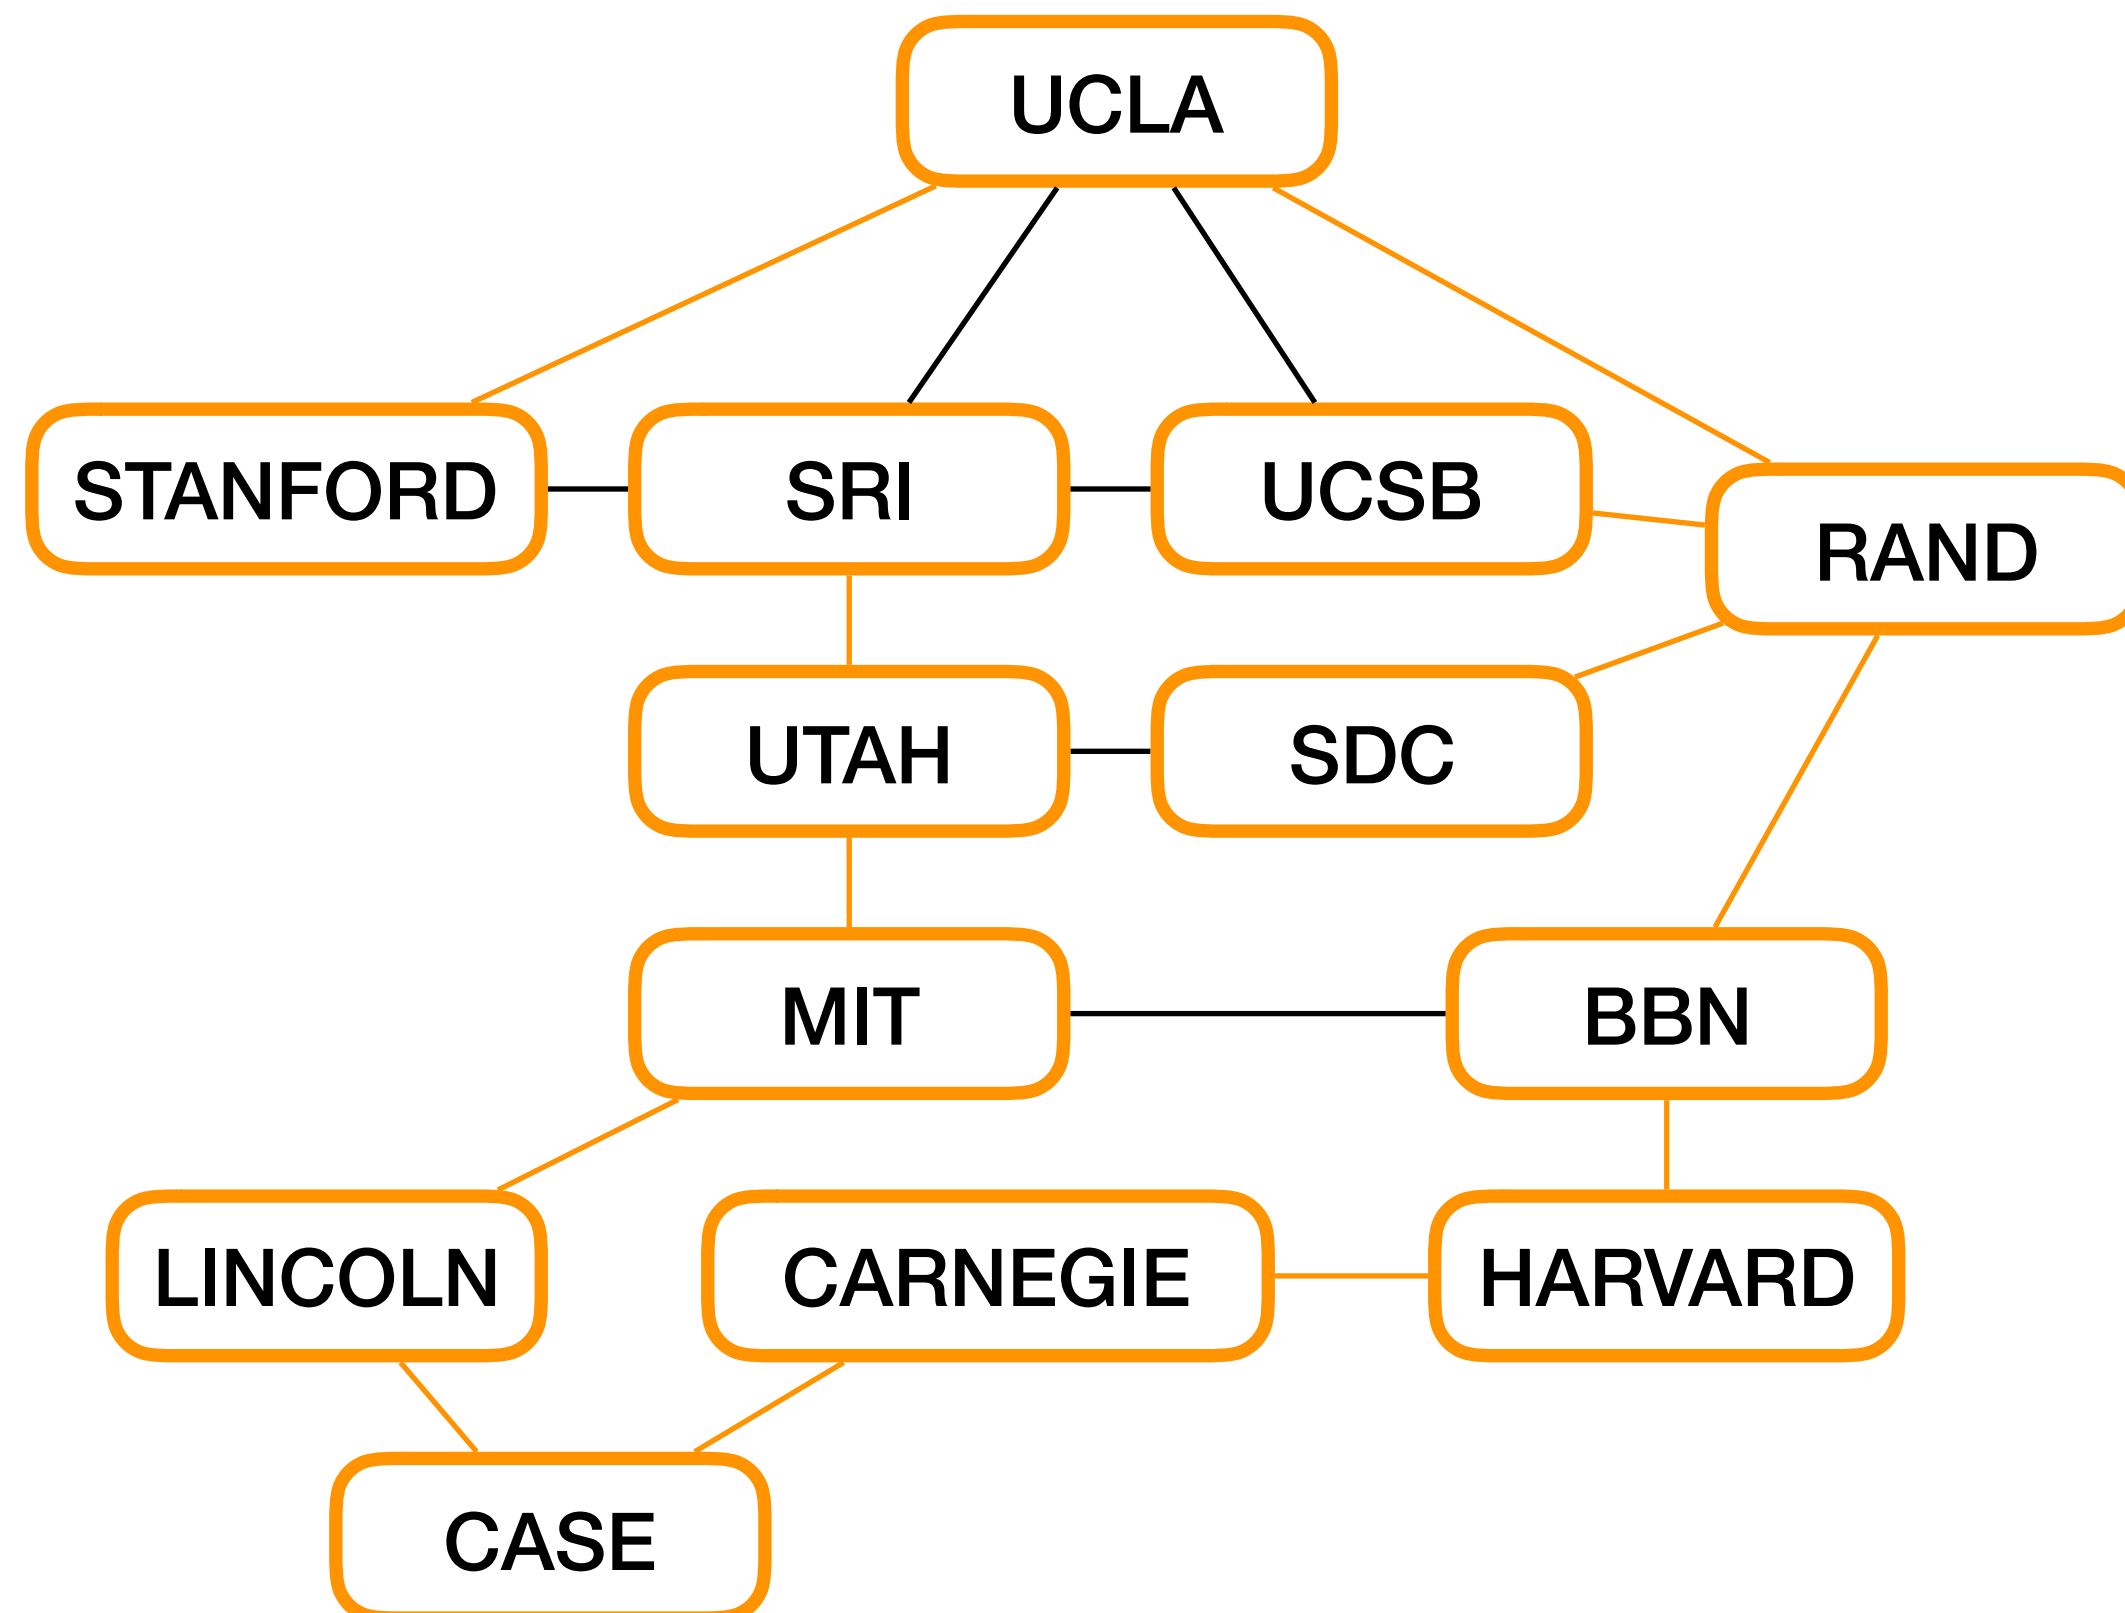 UCLA
STANFORD
SRI
UCSB
RAND
UTAH
SDC
MIT
BBN
LINCOLN
CARNEGIE
HARVARD
CASE